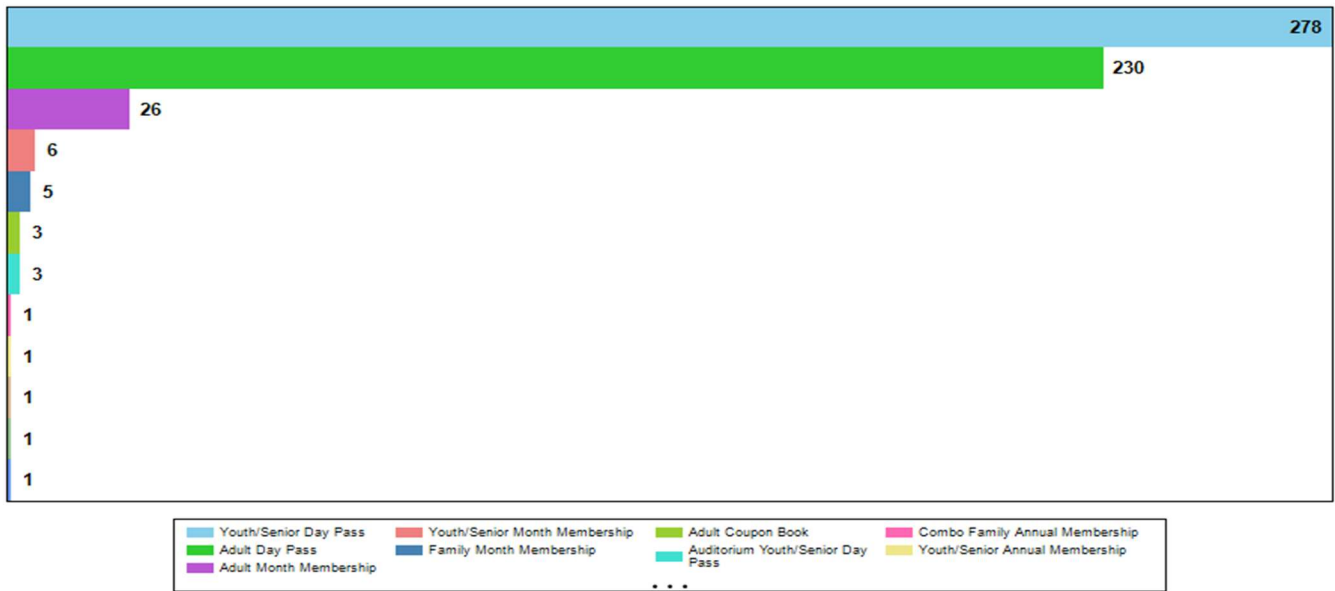 278
230
26
6
5
3
3
1
1
1
1
1
Youth/Senior Day Pass
Youth/Senior Month Membership
Adult Coupon Book
Combo Family Annual Membership
Adult Day Pass
Family Month Membership
Auditorium Youth/Senior Day
Pass
Youth/Senior Annual Membership
Adult Month Membership
...